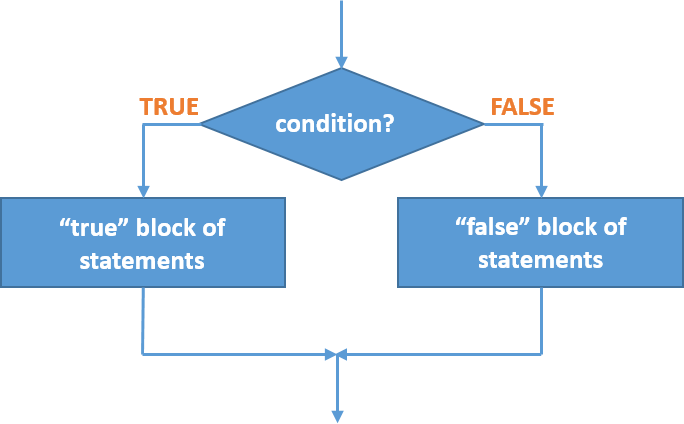 TRUE
FALSE
condition?
“true” block of
statements
“false” block of
statements